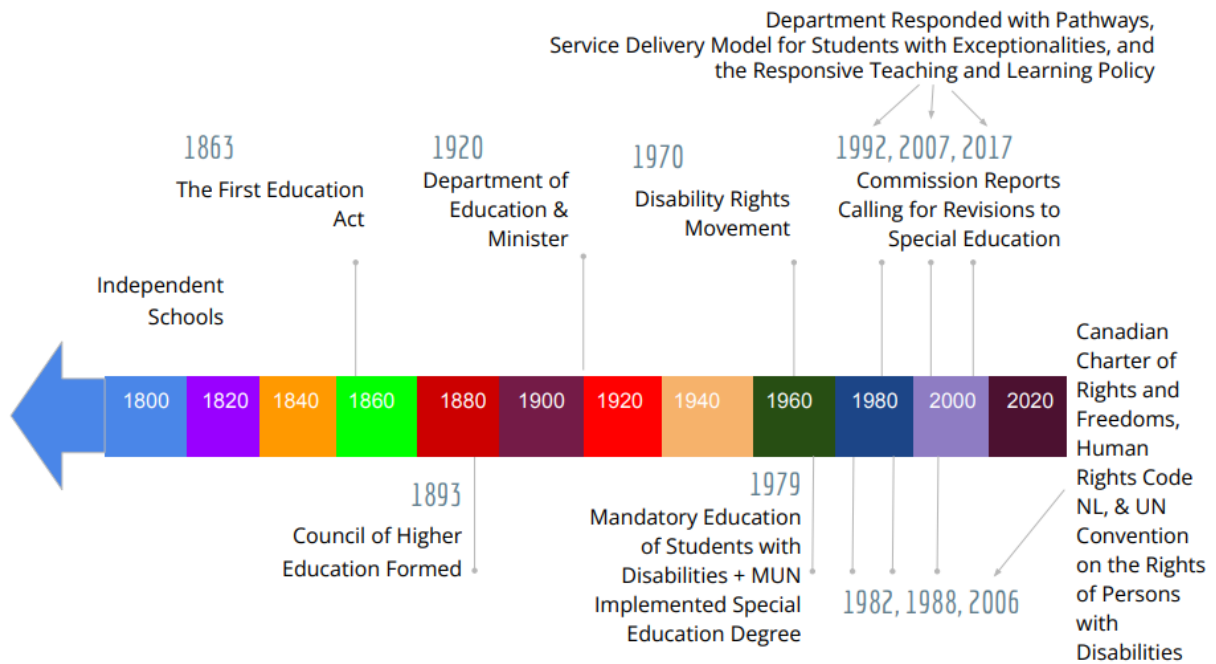 Department Responded with Pathways,
Service Delivery Model for Students with Exceptionalities, and
the Responsive Teaching and Learning Policy
1863
The First Education
Act
1920
Department of
Education &
Minister
1970
Disability Rights
Movement
1992, 2007, 2017
Commission Reports
Calling for Revisions to
Special Education
Independent
Schools
1800
1820
1840
1860
1880
1900
1920
1940
1960
1980
2000
2020
1893
Council of Higher
Education Formed
1979
Mandatory Education
of Students with
Disabilities + MUN
Implemented Special
Education Degree
1982, 1988, 2006
Canadian
Charter of
Rights and
Freedoms,
Human
Rights Code
NL, & UN
Convention
on the Rights
of Persons
with
Disabilities